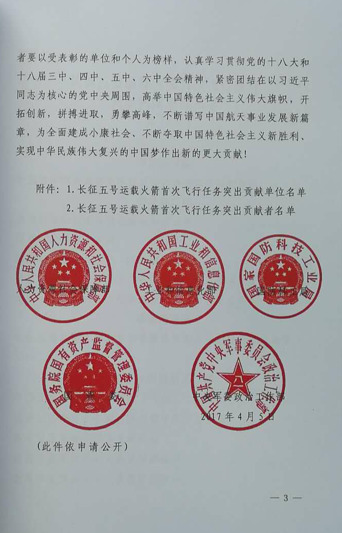 者要以受表彰的单位和个人为榜样，认真学习贯彻党的十八大和
十八届三中、四中、五中、六中全会精神，紧密团结在以习近平
同志为核心的党中央周围，高举中国特色社会主义伟大旗帜，开
拓创新，拼搏进取，勇攀高峰，不断谱写中国航天事业发展新篇
章，为全面建成小康社会、不断夺取中国特色社会主义新胜利、
实现中华民族伟大复兴的中国梦作出新的更大贡献！
附件：1.长征五号运载火箭首次飞行任务突出贡献单位名单
2.长征五号运载火箭首次飞行任务突出贡献者名单
中华人民共和国人力资源和社会保障部
中华人民共和国工业和信息化部
国家国防科技工业局
国务院国有资产监督管理委员会
中国共产党中央军事委员会政治工作部
2017年4月5日
(此件依申请公开)
— 3 —